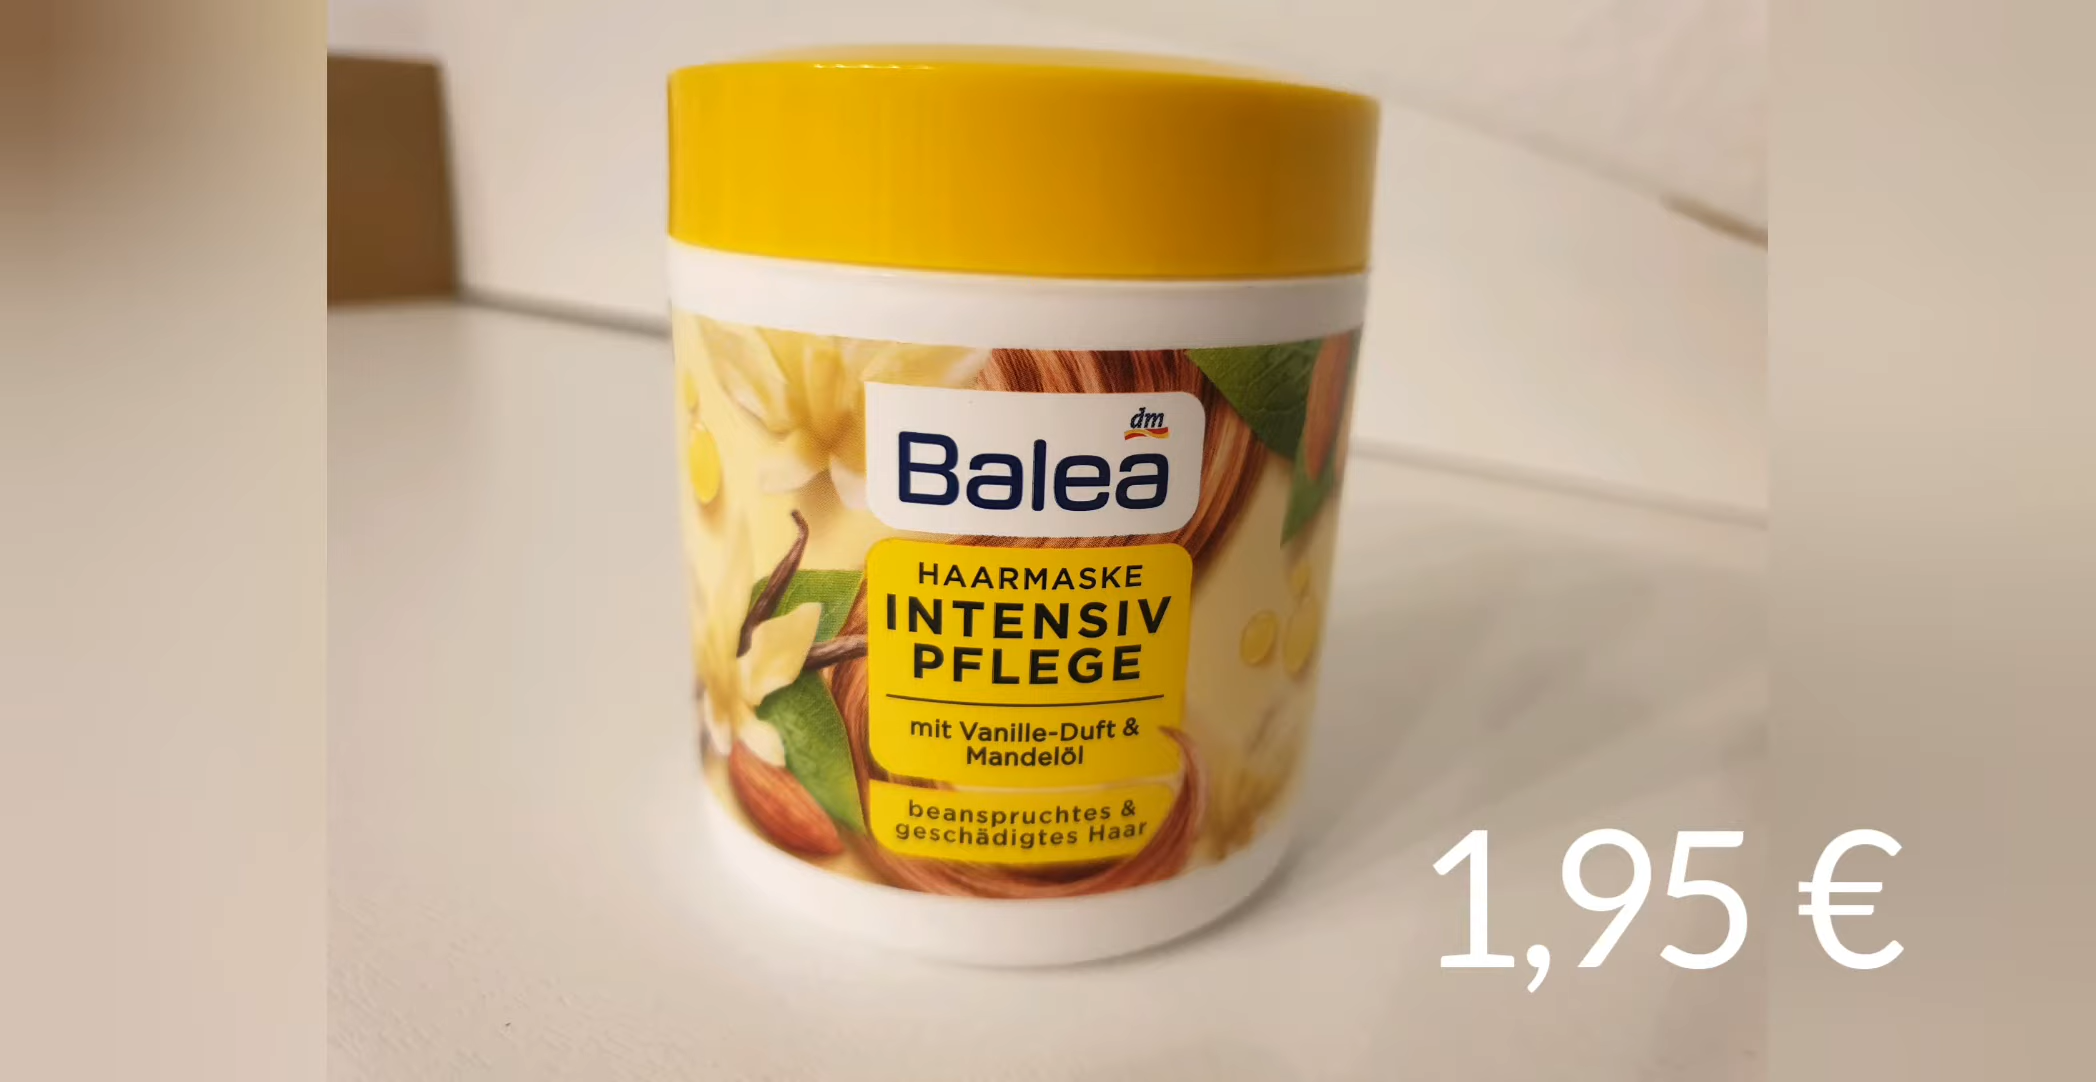 dm
Balea
HAARMASKE
INTENSIV
PFLEGE
mit Vanille-Duft &
Mandelöl
beanspruchtes &
geschädigtes Haar
1,95 €